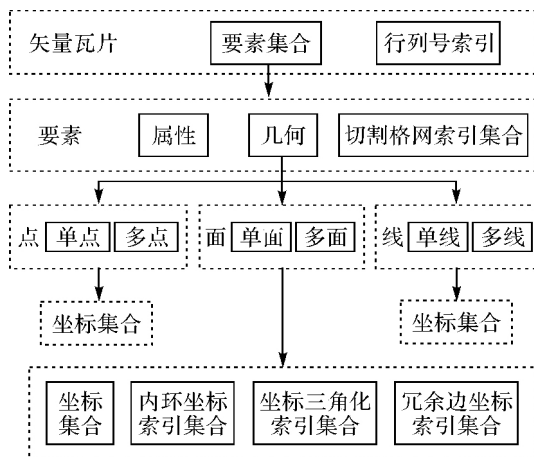 矢量瓦片 要素集合 行列号索引
要素 属性 几何 切割格网索引集合
点 单点 多点 面 单面 多面 线 单线 多线
坐标集合 坐标集合
坐标 内环坐标 坐标三角化 冗余边坐标
集合 索引集合 索引集合 索引集合